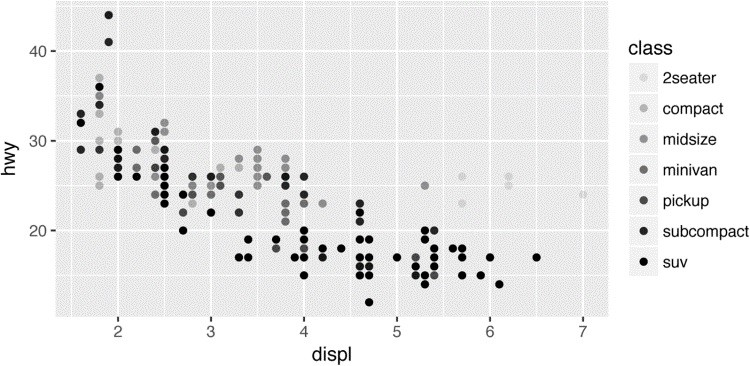 hwy
40
30
20
2
3
4
5
6
7
displ
class
2seater
compact
midsize
minivan
pickup
subcompact
suv